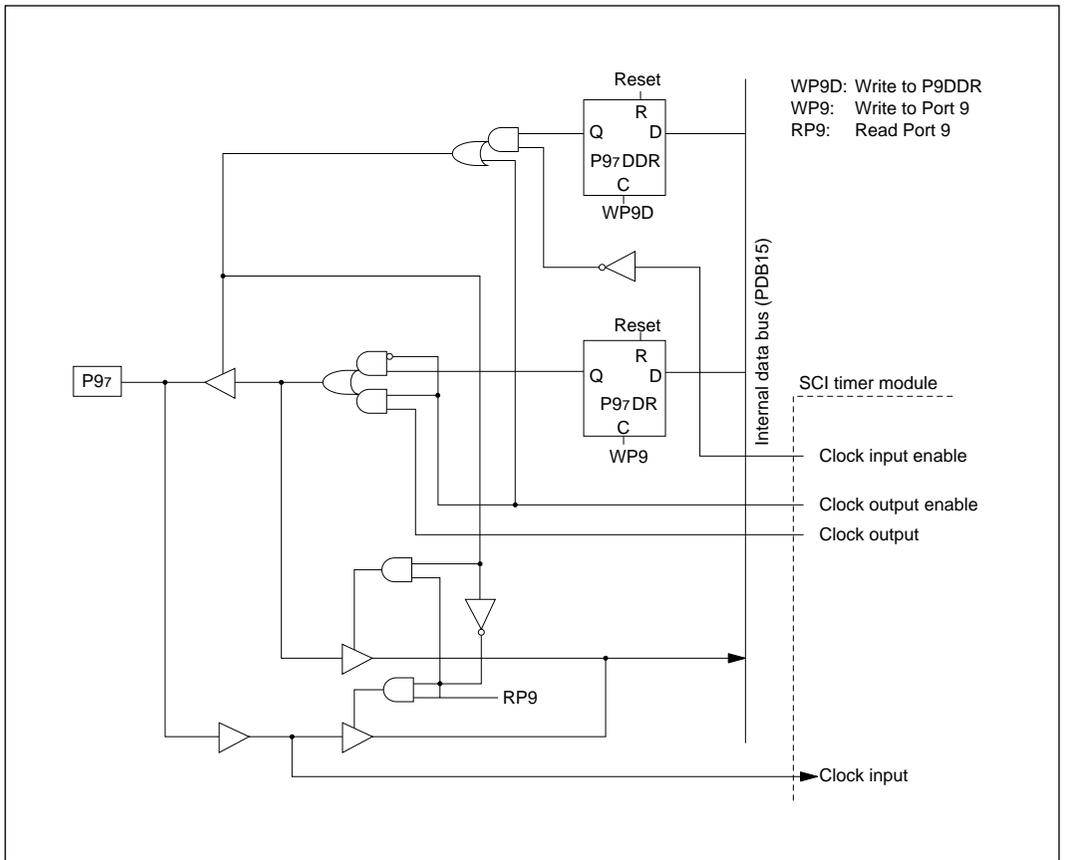 Reset
WP9D: Write to P9DDR
WP9: Write to Port 9
RP9: Read Port 9
R
Q D
P97DDR
C
WP9D
Internal data bus (PDB15)
Reset
R
Q D
P97DR
C
WP9
P97
SCI timer module
Clock input enable
Clock output enable
Clock output
RP9
Clock input